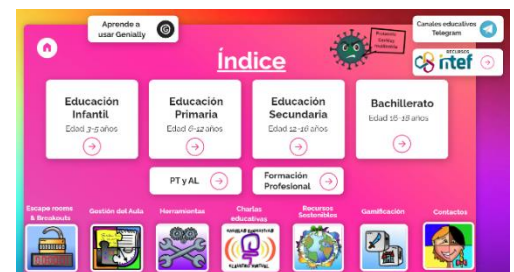 Aprende a
usar Genially
Canales educativos
Telegram
Índice
RECURSOS
intef
Educación
Infantil
Edad 3-5 años
Educación
Primaria
Edad 6-12 años
Educación
Secundaria
Edad 12-16 años
Bachillerato
Edad 16-18 años
PT y AL
Formación
Profesional
Escape rooms
& Breakouts
Gestión del Aula
Herramientas
Charlas
educativas
Recursos
Sostenibles
Gamificación
Contactos